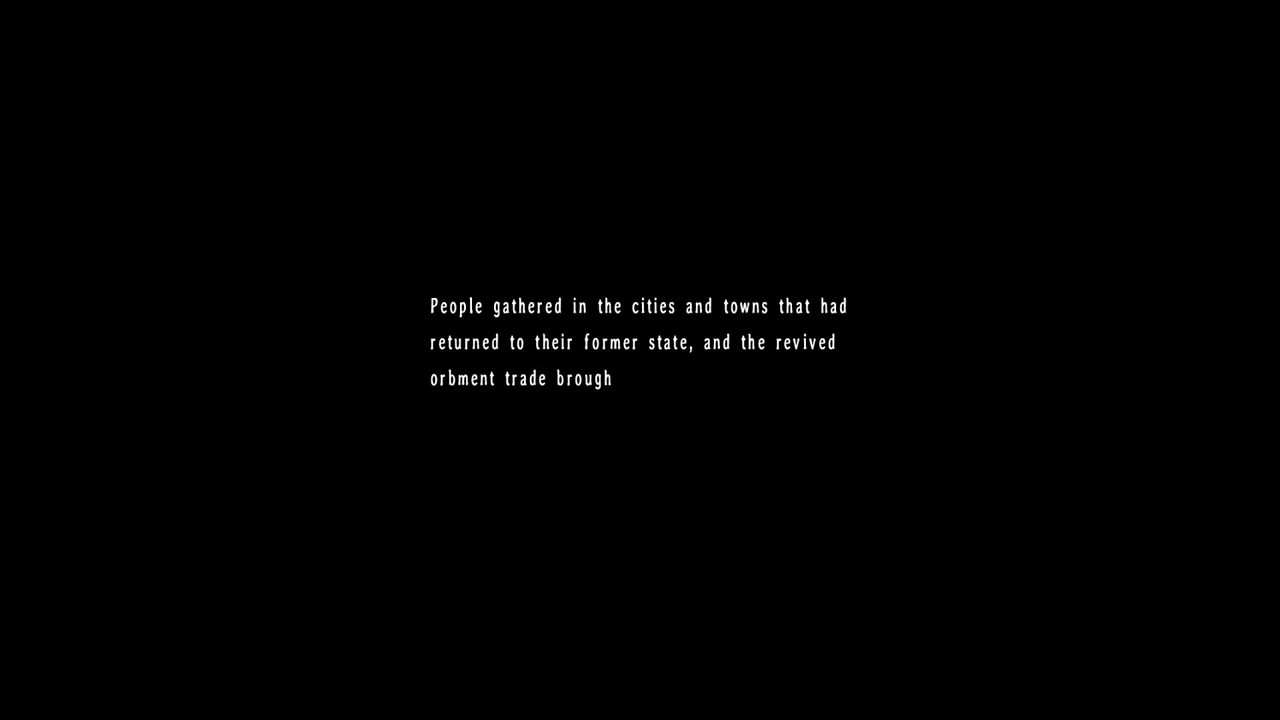 People gathered in the cities and towns that had
returned to their former state, and the revived
orbment trade brough